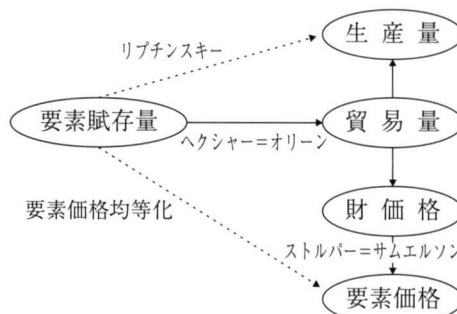 生産量
リプチンスキー
要素賦存量
貿易量
ヘクシャー=オリーン
要素価格均等化
財価格
ストルパー=サムエルソン
要素価格